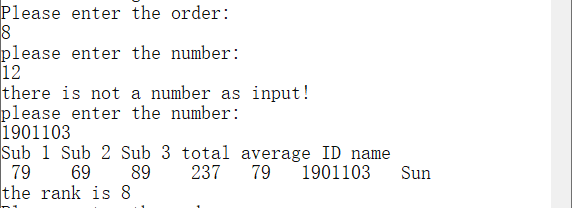 Please enter the order:
8
please enter the number:
12
there is not a number as input!
please enter the number:
1901103
Sub 1 Sub 2 Sub 3 total average ID name
79 69 89 237 79 1901103 Sun
the rank is 8